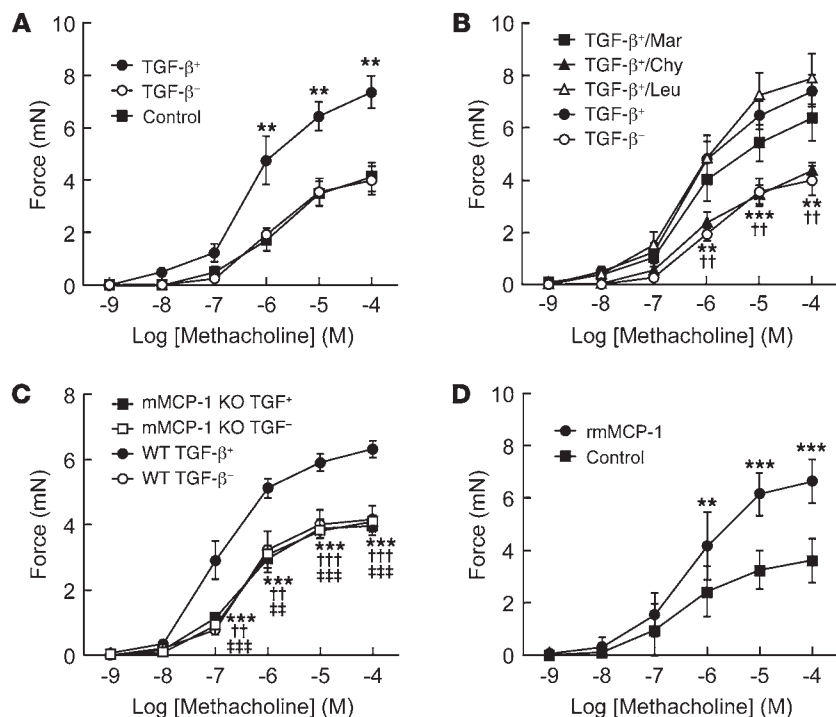 A
10
8
6
4
2
0
Force (mN)
TGF-β⁺
TGF-β⁻
Control
**
**
**
-9 -8 -7 -6 -5 -4
Log [Methacholine] (M)
B
10
8
6
4
2
0
Force (mN)
TGF-β⁺/Mar
TGF-β⁺/Chy
TGF-β⁺/Leu
TGF-β⁺
TGF-β⁻
**
††
***
††
**
††
-9 -8 -7 -6 -5 -4
Log [Methacholine] (M)
C
8
6
4
2
0
Force (mN)
mMCP-1 KO TGF⁺
mMCP-1 KO TGF⁻
WT TGF-β⁺
WT TGF-β⁻
***
††
‡‡‡
***
††
‡‡
***
†††
‡‡‡
***
†††
‡‡‡
-9 -8 -7 -6 -5 -4
Log [Methacholine] (M)
D
10
8
6
4
2
0
Force (mN)
rmMCP-1
Control
**
***
***
-9 -8 -7 -6 -5 -4
Log [Methacholine] (M)